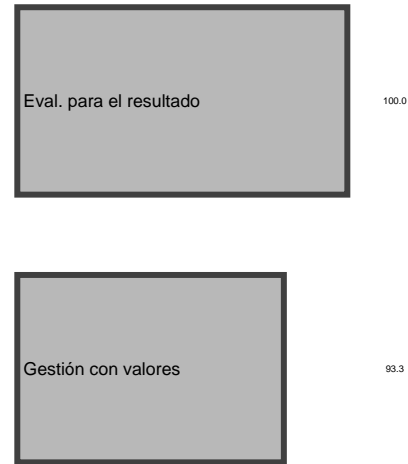 Eval. para el resultado 100.0
Gestión con valores 93.3